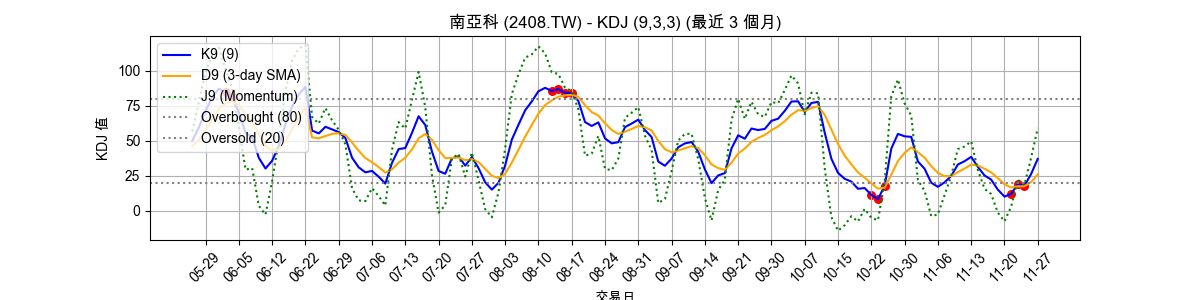 南亞科 (2408.TW) - KDJ (9,3,3) (最近 3 個月)
K9 (9)
D9 (3-day SMA)
J9 (Momentum)
Overbought (80)
Oversold (20)
KDJ 值
100
75
50
25
0
05-29 06-05 06-12 06-22 06-29 07-06 07-13 07-20 07-27 08-03 08-10 08-17 08-24 08-31 09-07 09-14 09-21 09-30 10-07 10-15 10-22 10-30 11-06 11-13 11-20 11-27
交易日